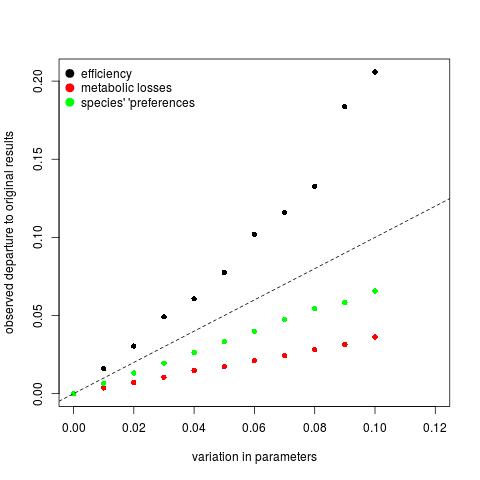 efficiency
metabolic losses
species' 'preferences
observed departure to original results
0.20
0.15
0.10
0.05
0.00
0.00 0.02 0.04 0.06 0.08 0.10 0.12
variation in parameters